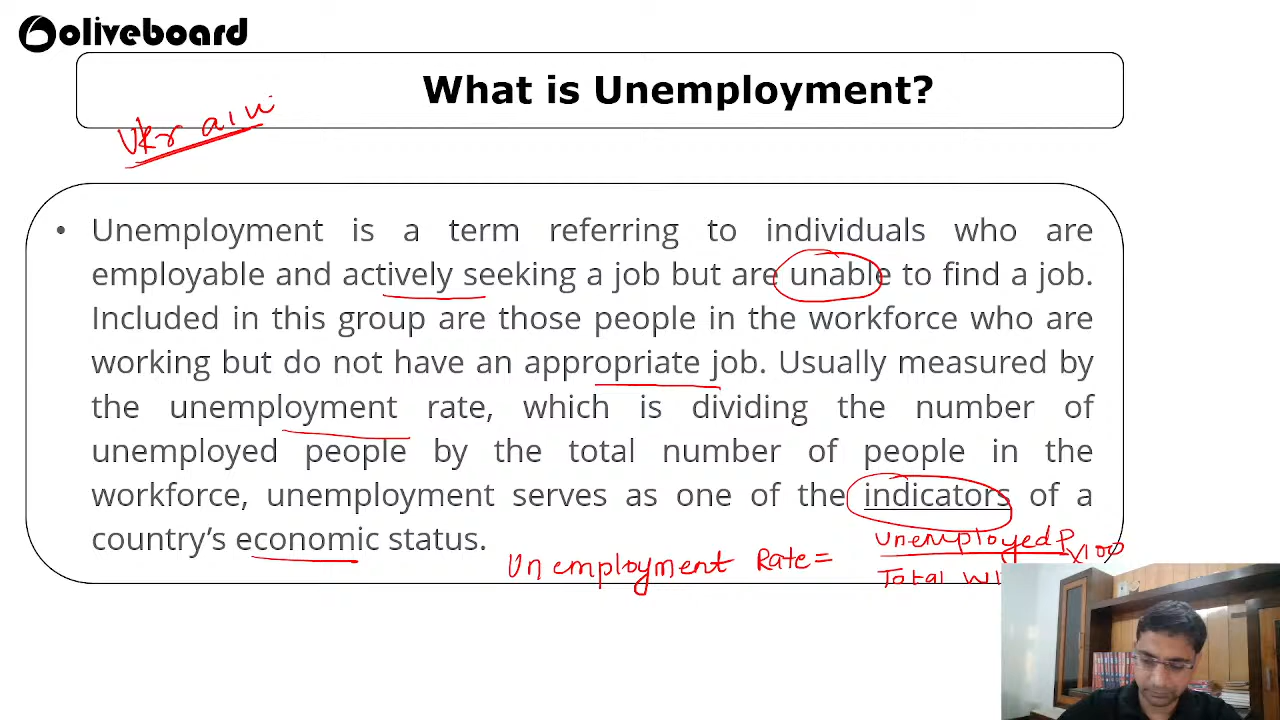 oliveboard
What is Unemployment?
Ukrain
• Unemployment is a term referring to individuals who are
employable and actively seeking a job but are unable to find a job.
Included in this group are those people in the workforce who are
working but do not have an appropriate job. Usually measured by
the unemployment rate, which is dividing the number of
unemployed people by the total number of people in the
workforce, unemployment serves as one of the indicators of a
country's economic status.
Unemployment Rate = Unemployed P x100
Total